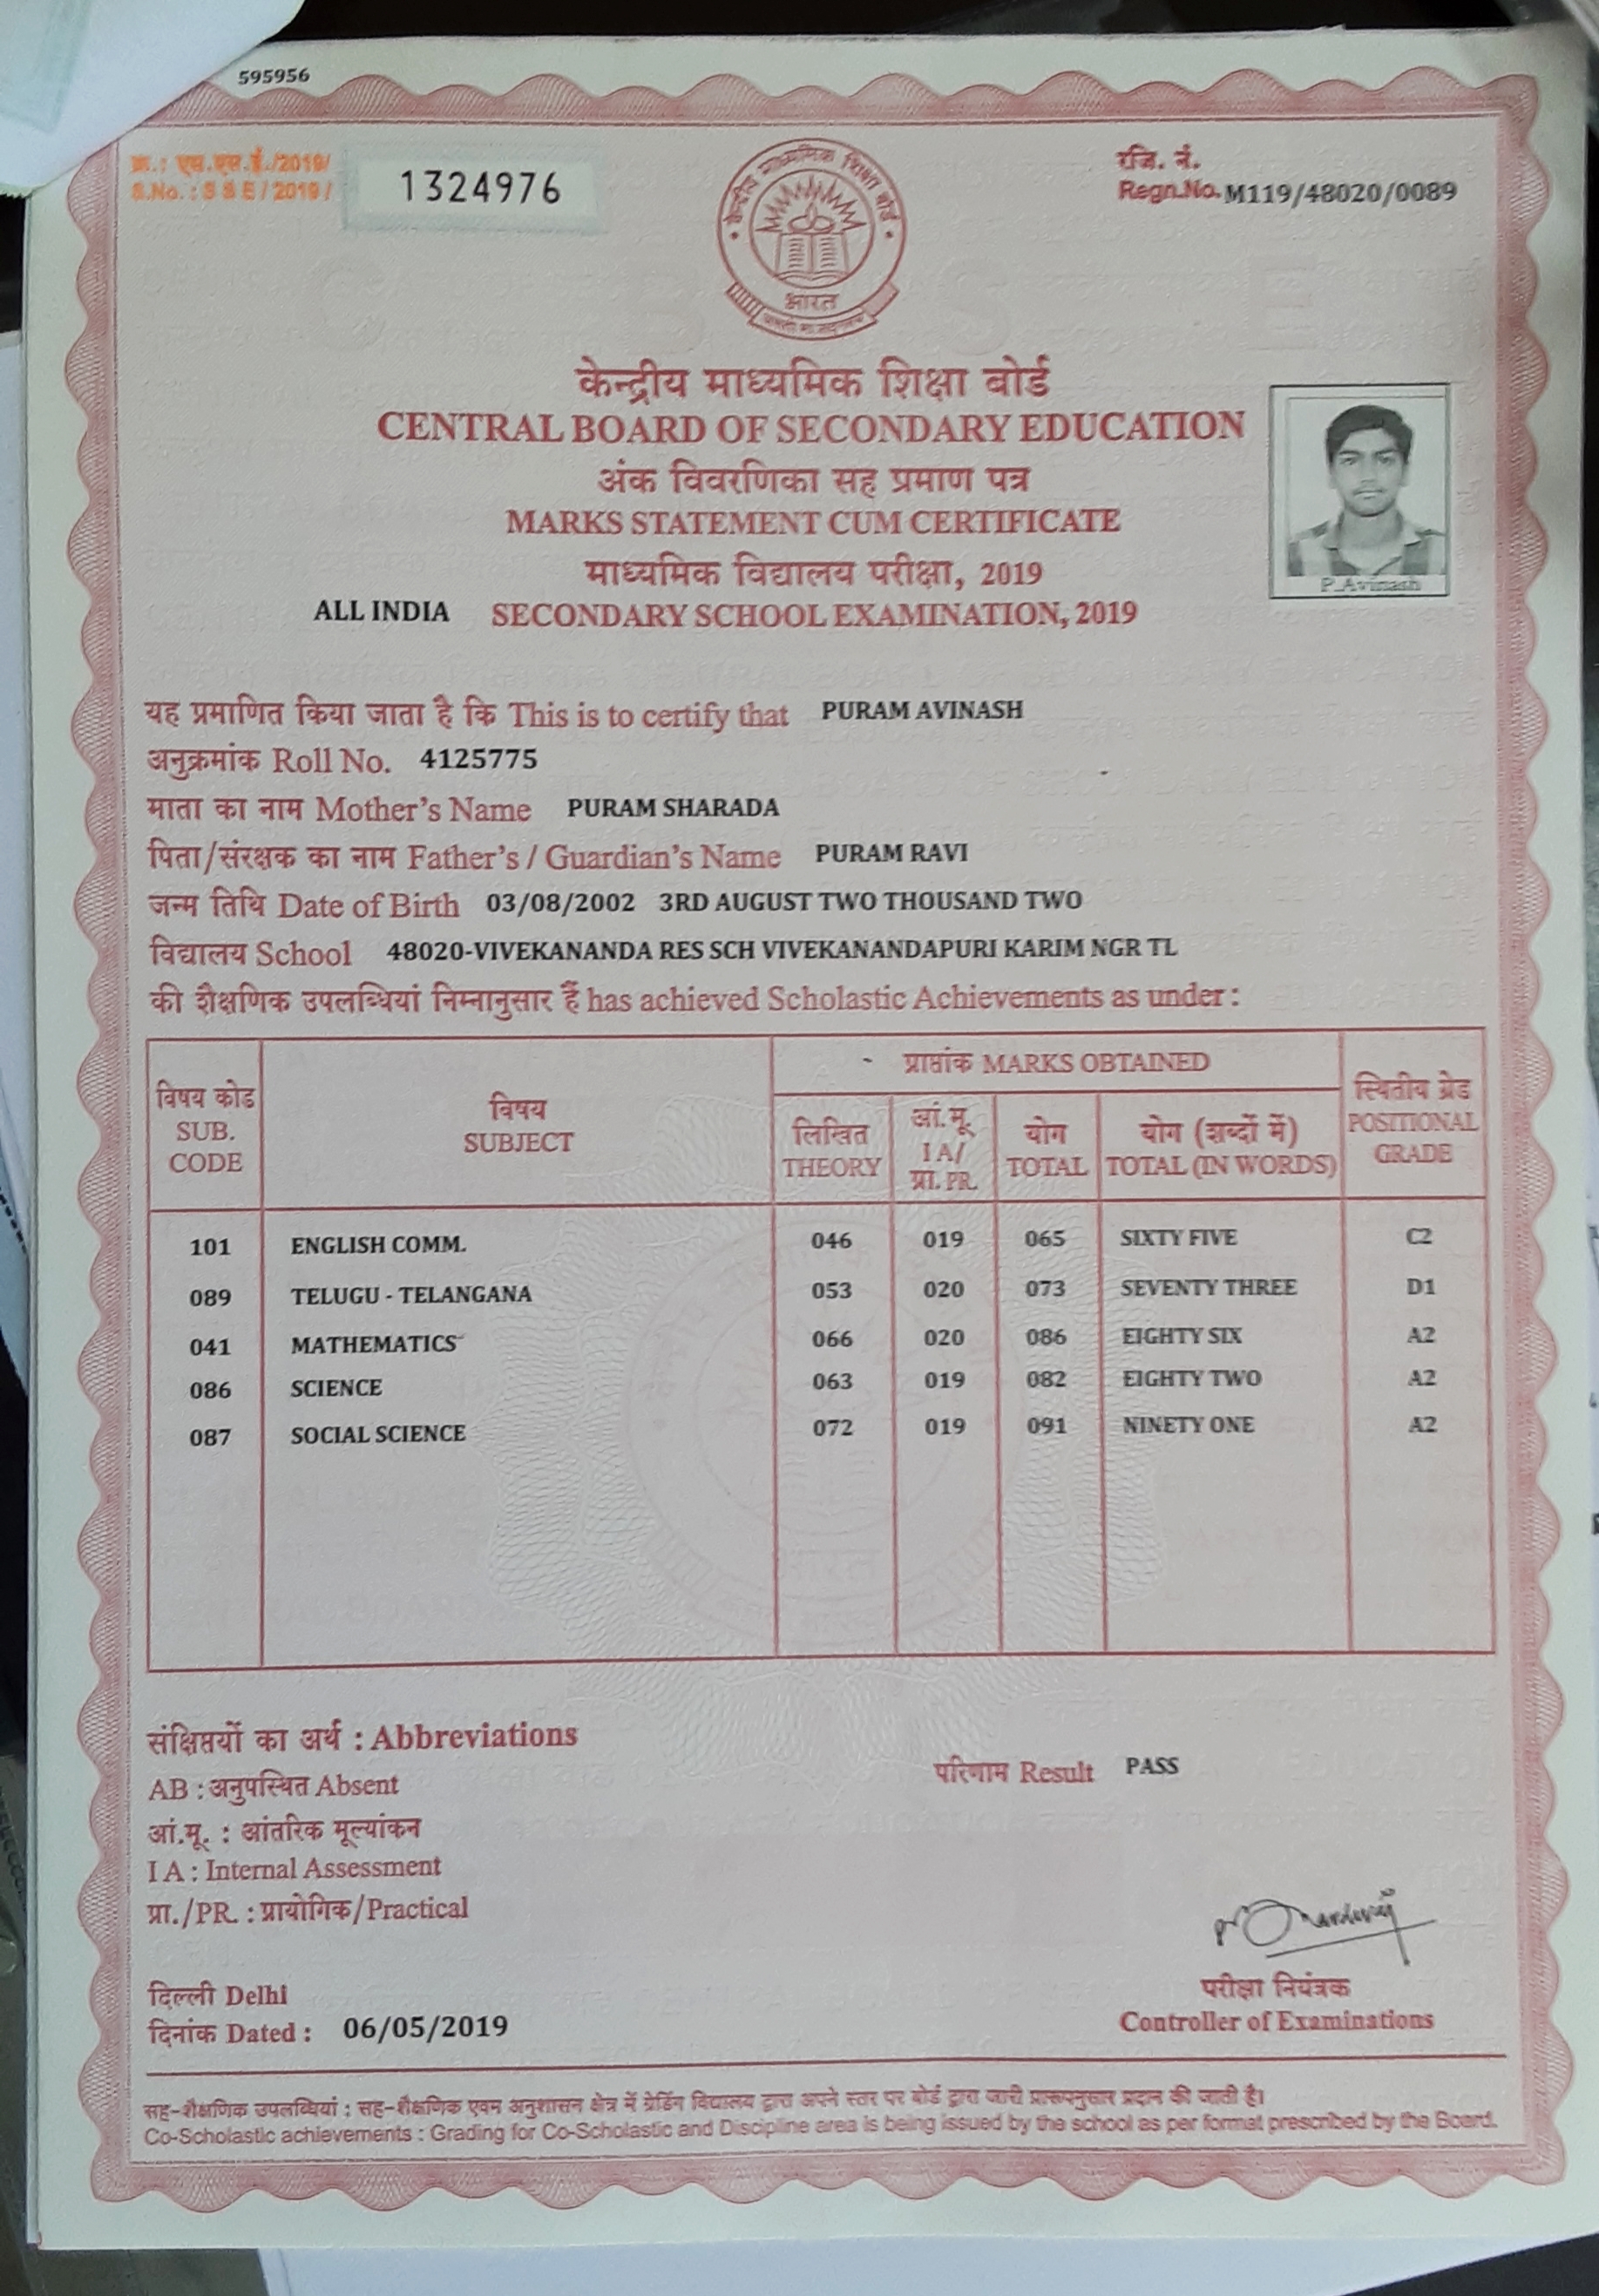 595956
क्र.: एस.एस.ई./2019/
S.No. : S S E / 2019 /
1324976
रजि. नं.
Regn.No. M119/48020/0089
केन्द्रीय माध्यमिक शिक्षा बोर्ड
भारत
केन्द्रीय माध्यमिक शिक्षा बोर्ड
CENTRAL BOARD OF SECONDARY EDUCATION
अंक विवरणिका सह प्रमाण पत्र
MARKS STATEMENT CUM CERTIFICATE
माध्यमिक विद्यालय परीक्षा, 2019
ALL INDIA SECONDARY SCHOOL EXAMINATION, 2019
P.Avinash
यह प्रमाणित किया जाता है कि This is to certify that PURAM AVINASH
अनुक्रमांक Roll No. 4125775
माता का नाम Mother's Name PURAM SHARADA
पिता/संरक्षक का नाम Father's / Guardian's Name PURAM RAVI
जन्म तिथि Date of Birth 03/08/2002 3RD AUGUST TWO THOUSAND TWO
विद्यालय School 48020-VIVEKANANDA RES SCH VIVEKANANDAPURI KARIM NGR TL
की शैक्षणिक उपलब्धियां निम्नानुसार हैं has achieved Scholastic Achievements as under :
विषय कोड
SUB.
CODE
विषय
SUBJECT
प्राप्तांक MARKS OBTAINED
लिखित
THEORY
आं.मू.
I A/
प्रा. PR.
योग
TOTAL
योग (शब्दों में)
TOTAL (IN WORDS)
स्थितीय ग्रेड
POSITIONAL
GRADE
101 ENGLISH COMM. 046 019 065 SIXTY FIVE C2
089 TELUGU - TELANGANA 053 020 073 SEVENTY THREE D1
041 MATHEMATICS 066 020 086 EIGHTY SIX A2
086 SCIENCE 063 019 082 EIGHTY TWO A2
087 SOCIAL SCIENCE 072 019 091 NINETY ONE A2
संक्षिप्तयों का अर्थ : Abbreviations
AB : अनुपस्थित Absent
आं.मू. : आंतरिक मूल्यांकन
I A : Internal Assessment
प्रा./PR. : प्रायोगिक/Practical
परिणाम Result PASS
दिल्ली Delhi
दिनांक Dated : 06/05/2019
परीक्षा नियंत्रक
Controller of Examinations
सह-शैक्षणिक उपलब्धियां : सह-शैक्षणिक एवम अनुशासन क्षेत्र में ग्रेडिंग विद्यालय द्वारा अपने स्तर पर बोर्ड द्वारा जारी प्रारूपनुसार प्रदान की जाती है।
Co-Scholastic achievements : Grading for Co-Scholastic and Discipline area is being issued by the school as per format prescribed by the Board.